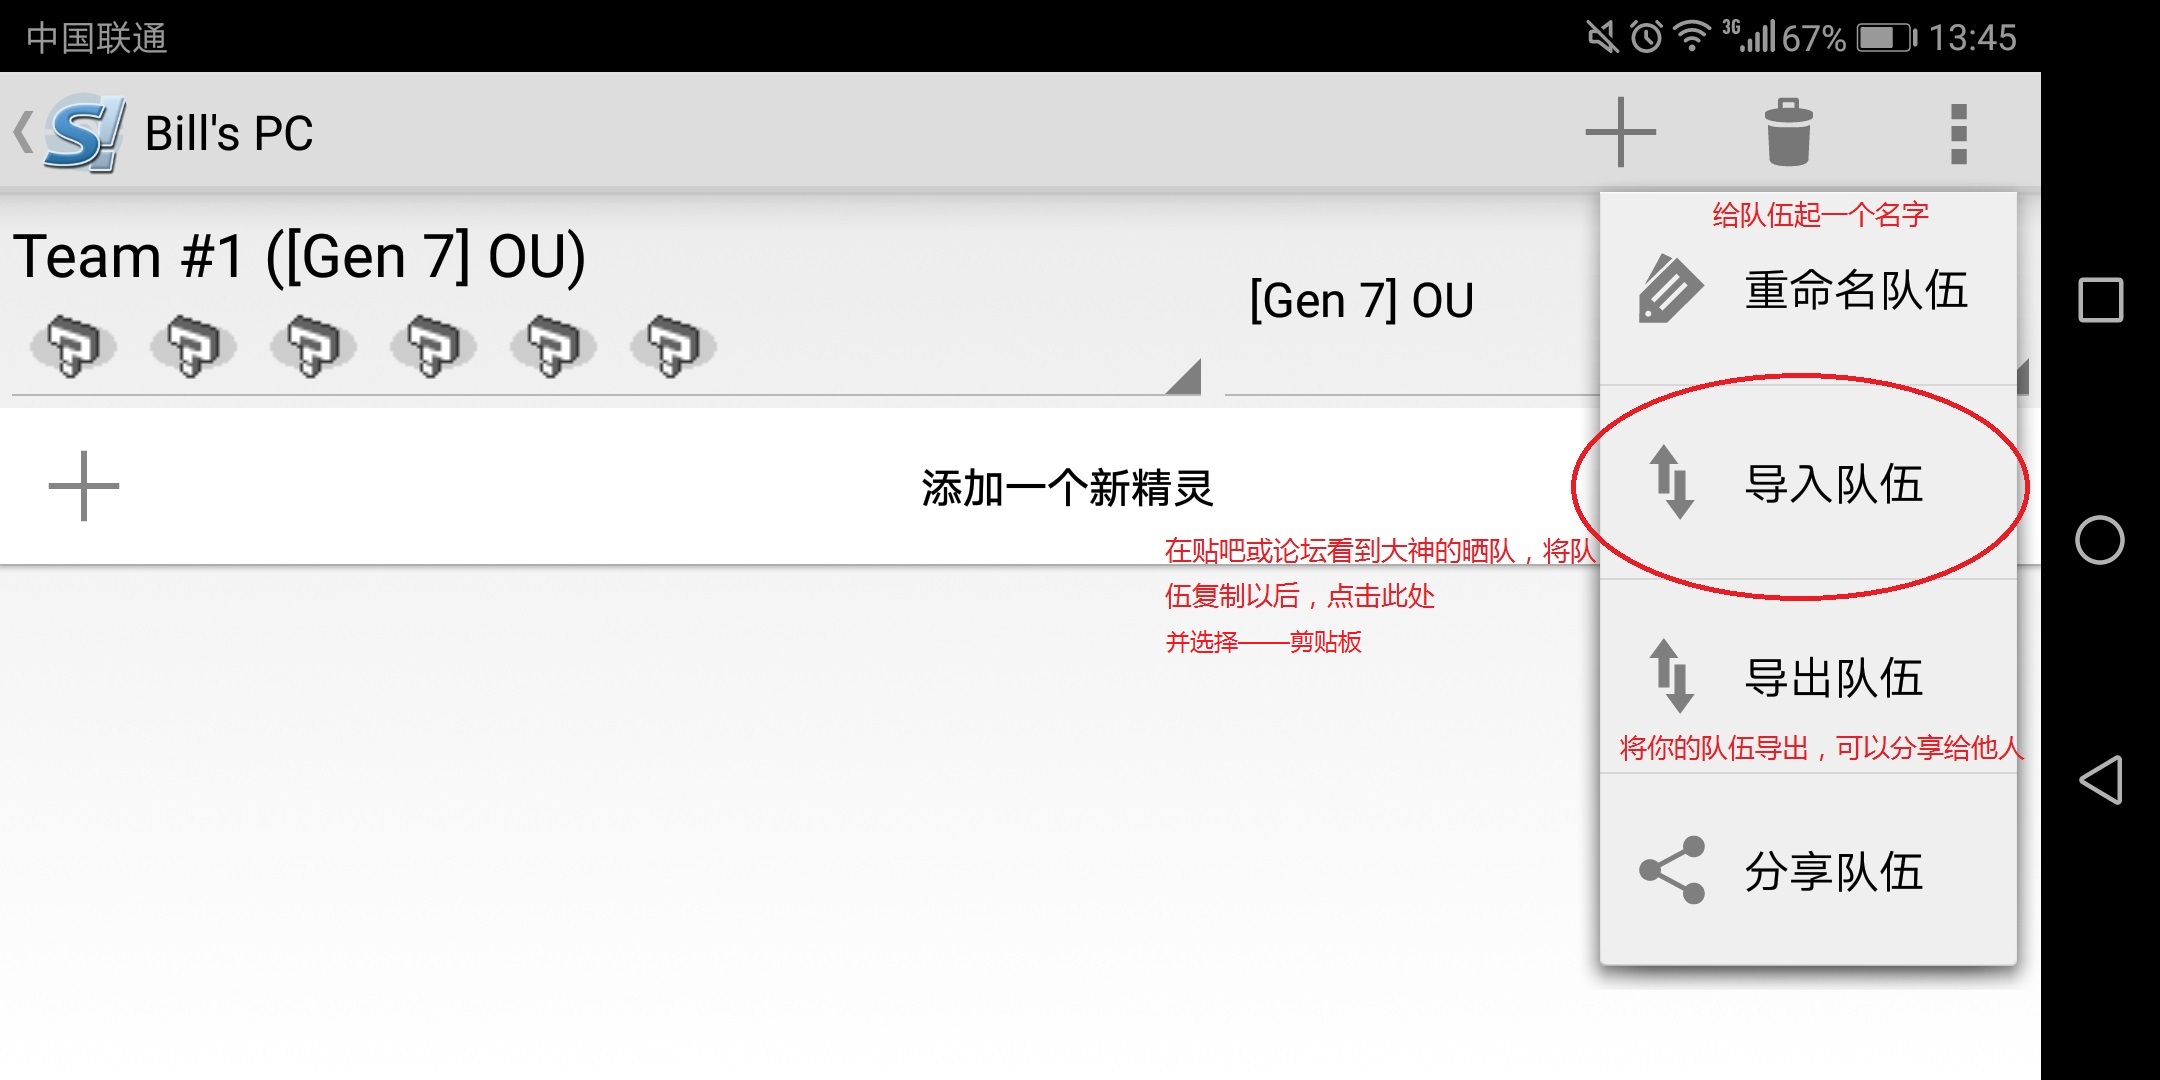 中国联通
3G 67% 13:45
Bill's PC
Team #1 ([Gen 7] OU)
[Gen 7] OU
给队伍起一个名字
重命名队伍
添加一个新精灵
导入队伍
在贴吧或论坛看到大神的晒队，将队
伍复制以后，点击此处
并选择——剪贴板
导出队伍
将你的队伍导出，可以分享给他人
分享队伍